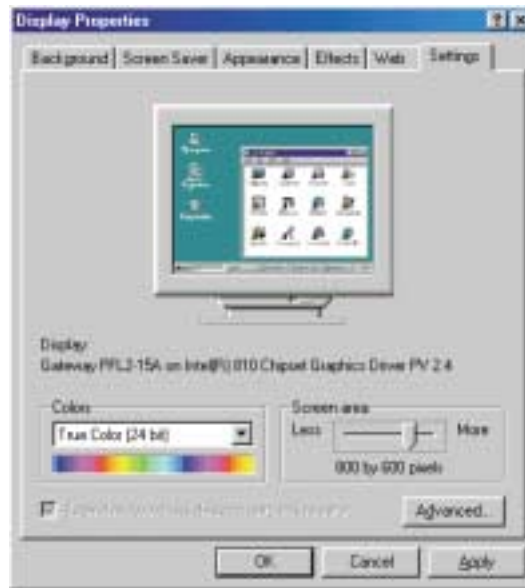 Display Properties
Background Screen Saver Appearance Effects Web Settings
Display:
Gateway PFL2-15A on Intel(R) 810 Chipset Graphics Driver PV 2.4
Colors
True Color (24 bit)
Screen area
Less More
800 by 600 pixels
Advanced...
OK Cancel Apply